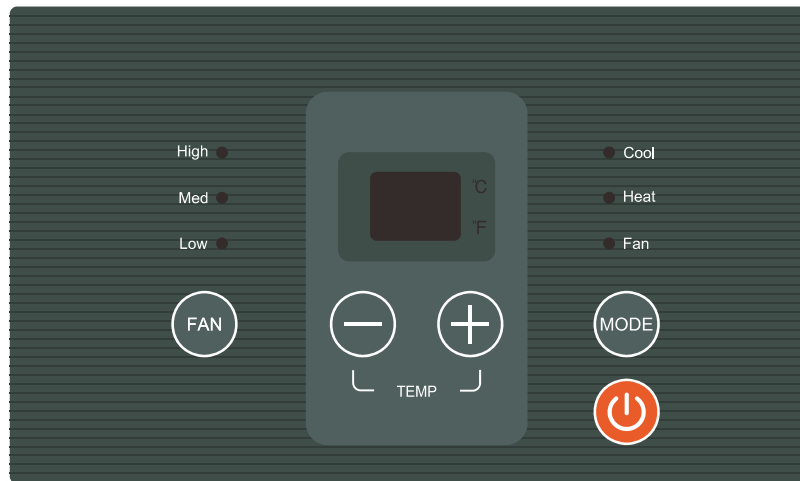 High
Med
Low
FAN
℃
℉
TEMP
Cool
Heat
Fan
MODE